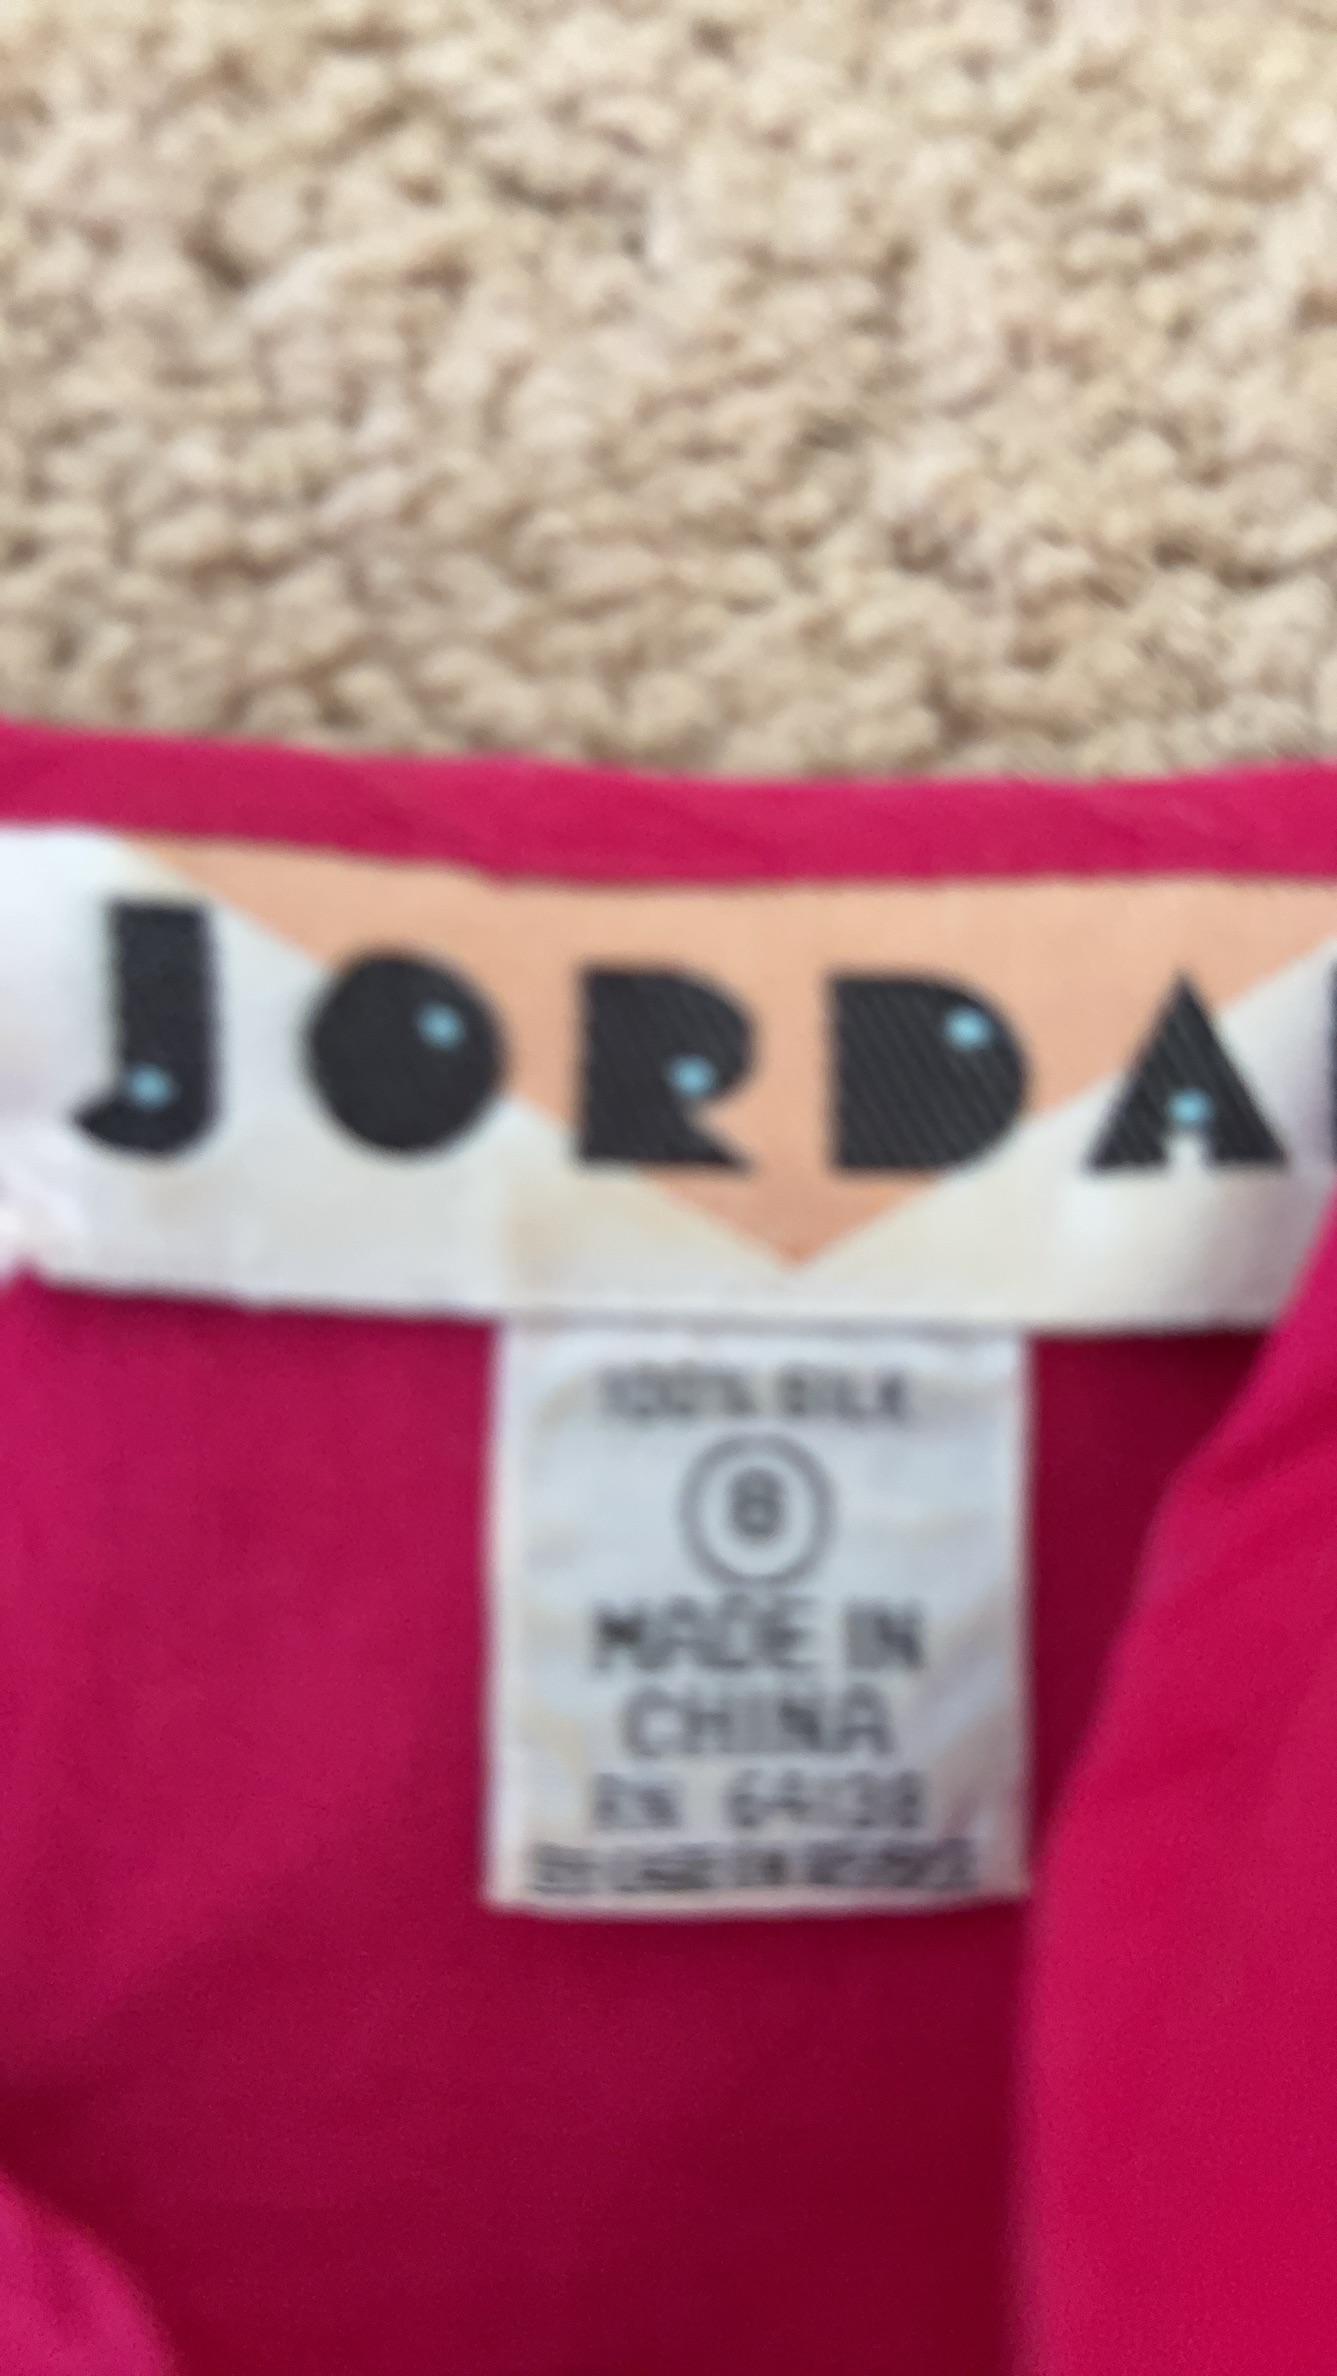 JORDA
100% SILK
8
MADE IN
CHINA
RN 64138